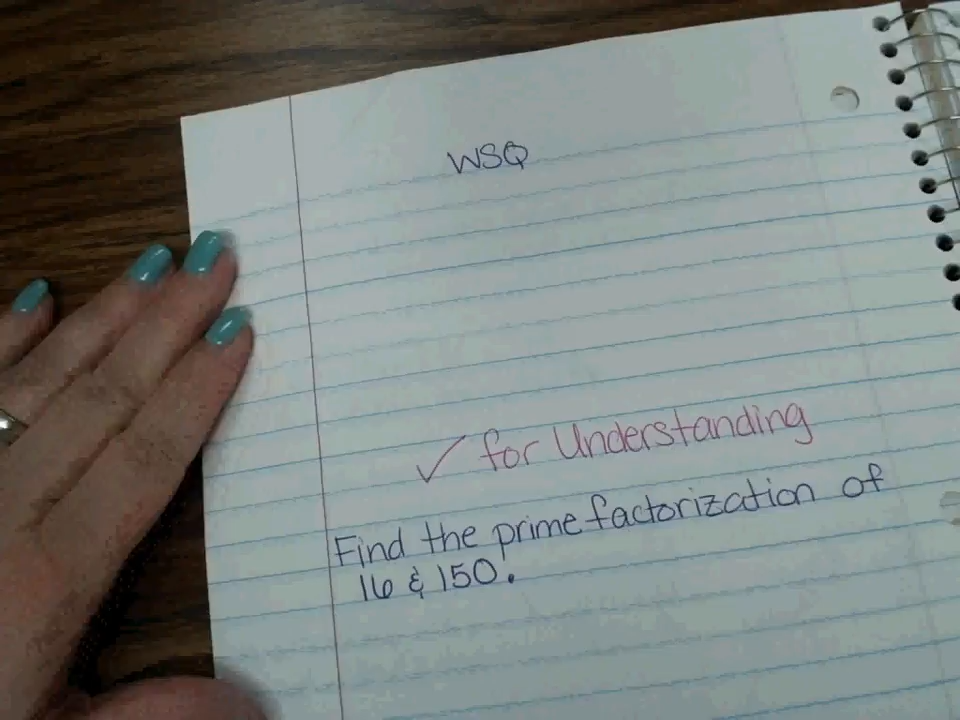 WSQ
✓ for Understanding
Find the prime factorization of
16 & 150.